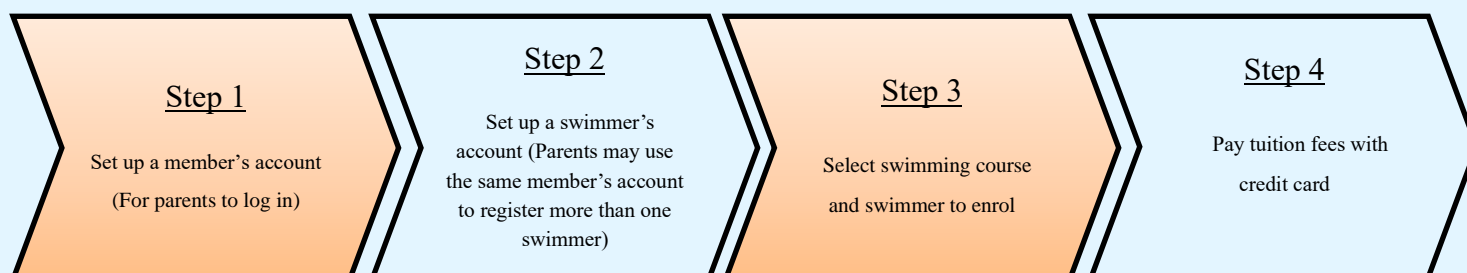 Step 1
Set up a member’s account
(For parents to log in)
Step 2
Set up a swimmer’s
account (Parents may use
the same member’s account
to register more than one
swimmer)
Step 3
Select swimming course
and swimmer to enrol
Step 4
Pay tuition fees with
credit card